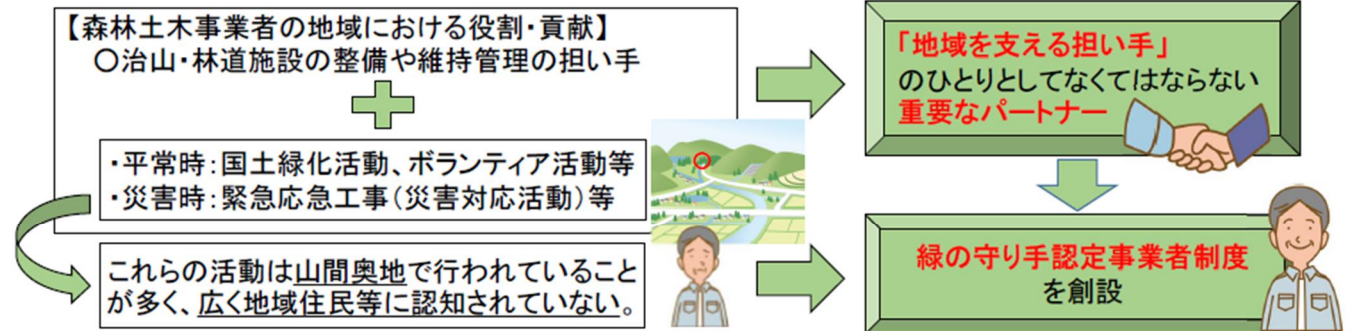 【森林土木事業者の地域における役割・貢献】
〇治山・林道施設の整備や維持管理の担い手
・平常時：国土緑化活動、ボランティア活動等
・災害時：緊急応急工事（災害対応活動）等
これらの活動は山間奥地で行われていること
が多く、広く地域住民等に認知されていない。
「地域を支える担い手」
のひとりとしてなくてはならない
重要なパートナー
緑の守り手認定事業者制度
を創設